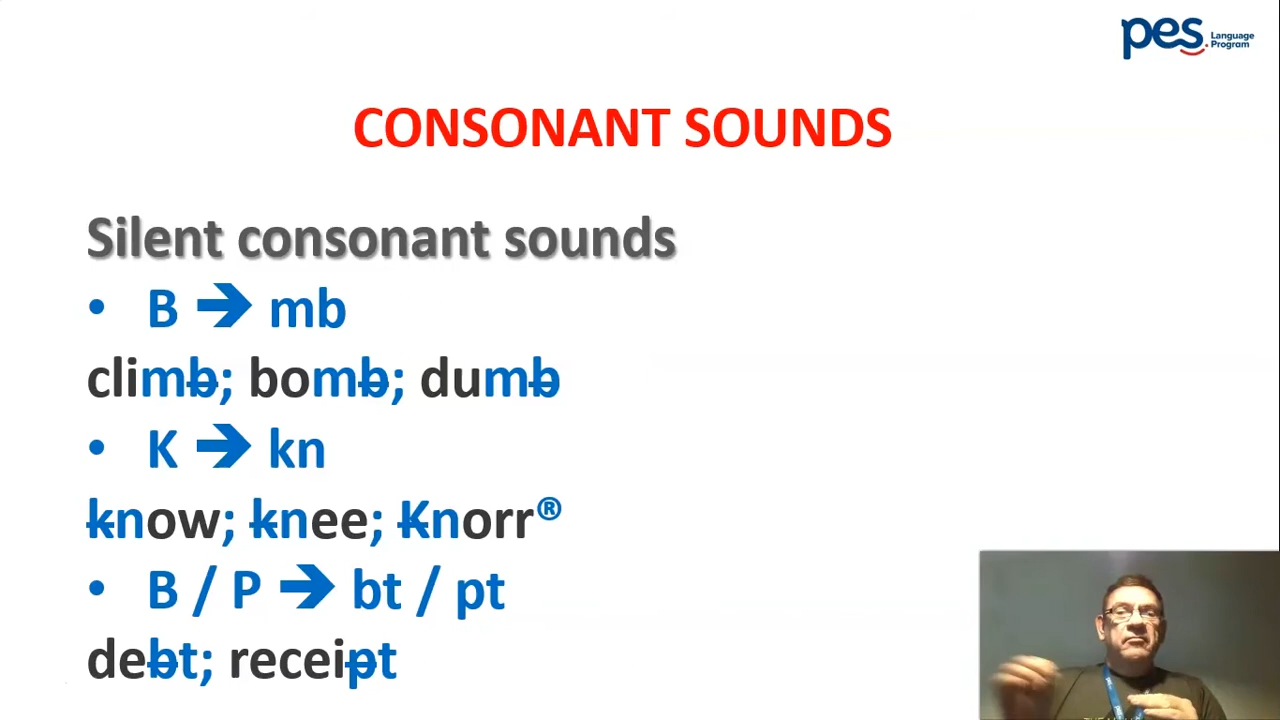 pes. Language
Program
CONSONANT SOUNDS
Silent consonant sounds
• B ➔ mb
climb; bomb; dumb
• K ➔ kn
know; knee; Knorr®
• B / P ➔ bt / pt
debt; receipt